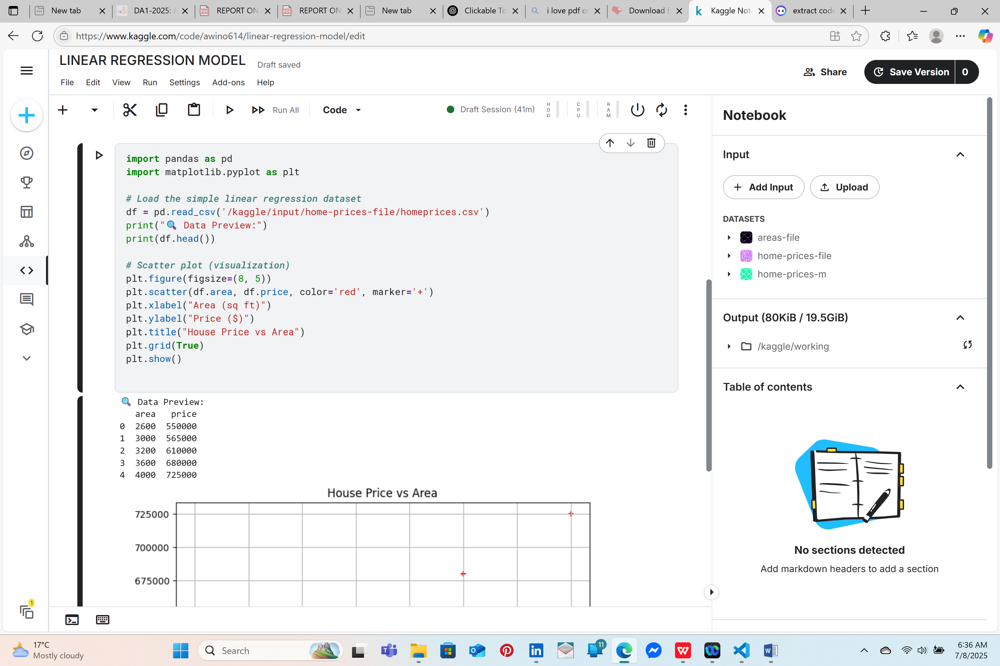 New tab
DA1-2025:
REPORT ON
REPORT ON
New tab
Clickable To
i love pdf co
Download f
Kaggle Note
extract code
https://www.kaggle.com/code/awino614/linear-regression-model/edit
LINEAR REGRESSION MODEL
Draft saved
File Edit View Run Settings Add-ons Help
Share
Save Version 0
Run All
Code
Draft Session (41m)
HDD
CPU
RAM
import pandas as pd
import matplotlib.pyplot as plt
# Load the simple linear regression dataset
df = pd.read_csv('/kaggle/input/home-prices-file/homeprices.csv')
print("🔍 Data Preview:")
print(df.head())
# Scatter plot (visualization)
plt.figure(figsize=(8, 5))
plt.scatter(df.area, df.price, color='red', marker='+')
plt.xlabel("Area (sq ft)")
plt.ylabel("Price ($)")
plt.title("House Price vs Area")
plt.grid(True)
plt.show()
🔍 Data Preview:
area price
0 2600 550000
1 3000 565000
2 3200 610000
3 3600 680000
4 4000 725000
House Price vs Area
725000
700000
675000
Notebook
Input
Add Input
Upload
DATASETS
areas-file
home-prices-file
home-prices-m
Output (80KiB / 19.5GiB)
/kaggle/working
Table of contents
No sections detected
Add markdown headers to add a section
1
17°C
Mostly cloudy
Search
11
6:36 AM
7/8/2025